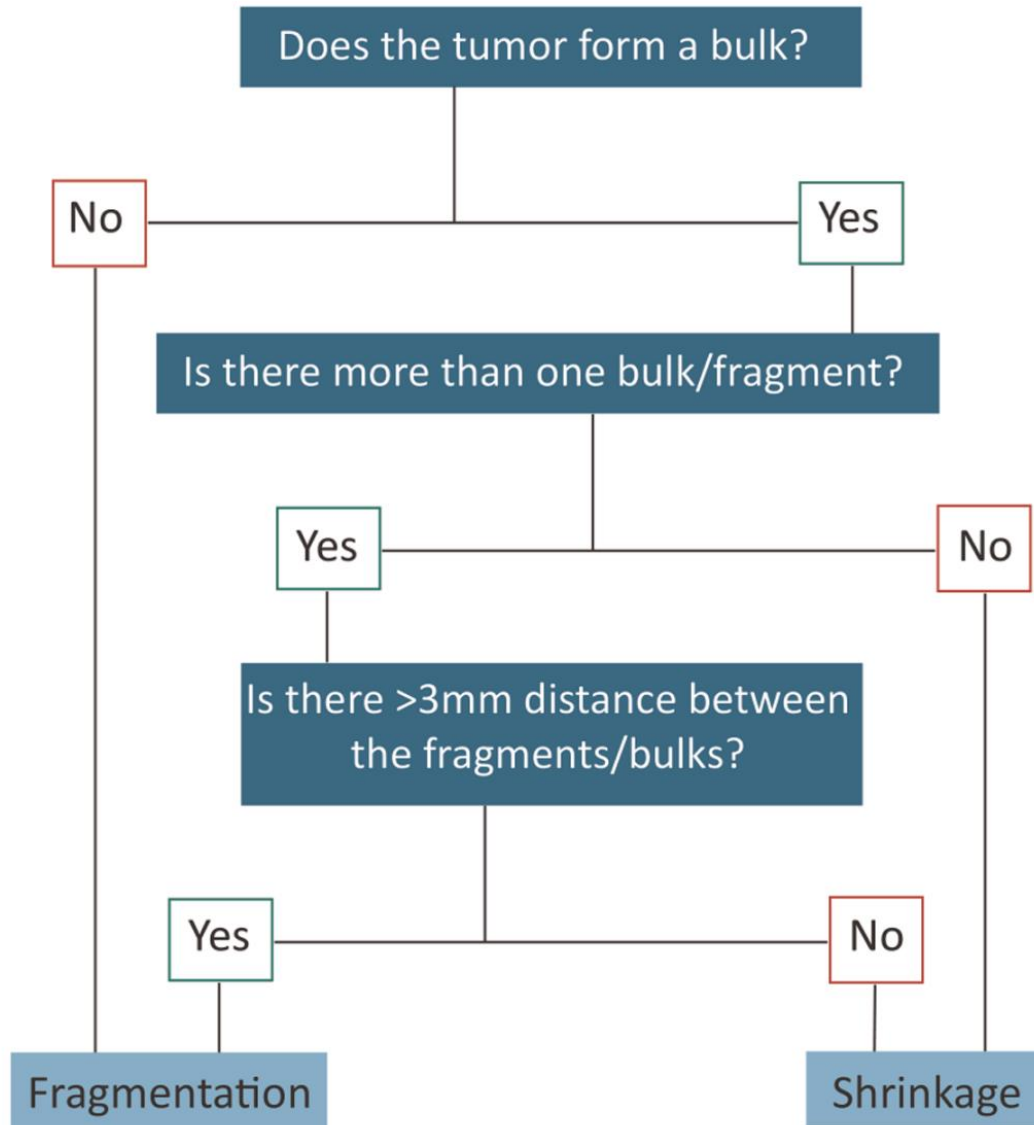 Does the tumor form a bulk?
No
Yes
Is there more than one bulk/fragment?
Yes
No
Is there >3mm distance between
the fragments/bulks?
Yes
No
Fragmentation
Shrinkage